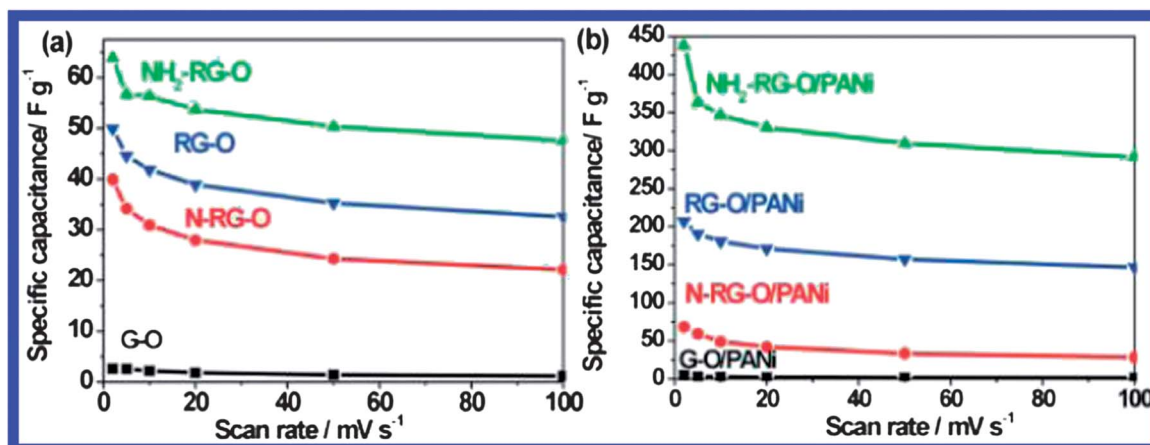 (a)
NH₂-RG-O
RG-O
N-RG-O
G-O
Specific capacitance/ F g⁻¹
60
50
40
30
20
10
0
0 20 40 60 80 100
Scan rate / mV s⁻¹
(b)
NH₂-RG-O/PANi
RG-O/PANi
N-RG-O/PANi
G-O/PANi
Specific capacitance/ F g⁻¹
450
400
350
300
250
200
150
100
50
0
0 20 40 60 80 100
Scan rate / mV s⁻¹